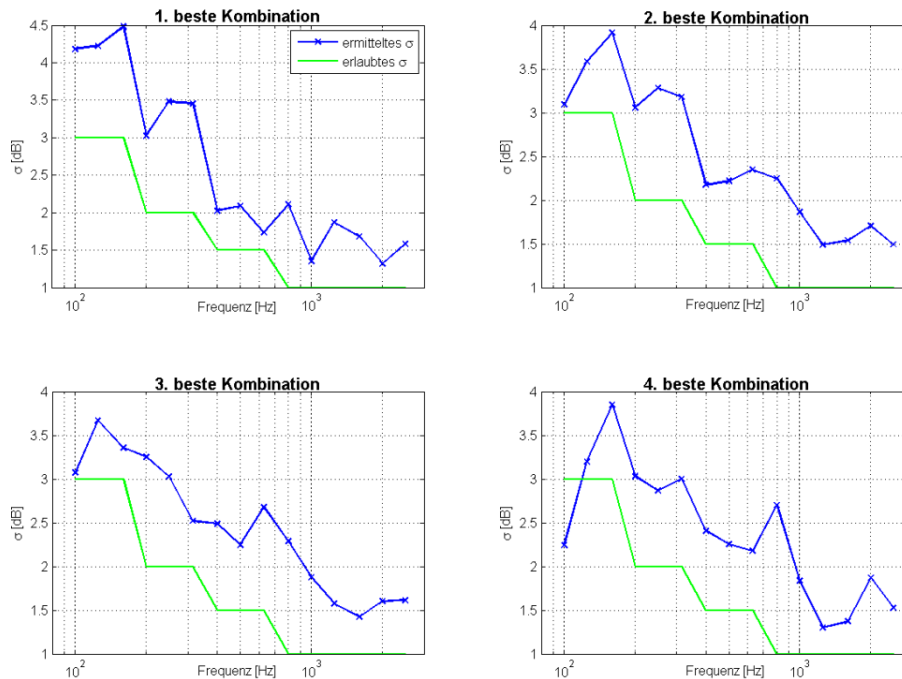 1. beste Kombination
4.5
4
3.5
3
2.5
2
1.5
1
σ [dB]
10²
10³
Frequenz [Hz]
ermitteltes σ
erlaubtes σ
2. beste Kombination
4
3.5
3
2.5
2
1.5
1
σ [dB]
10²
10³
Frequenz [Hz]
3. beste Kombination
4
3.5
3
2.5
2
1.5
1
σ [dB]
10²
10³
Frequenz [Hz]
4. beste Kombination
4
3.5
3
2.5
2
1.5
1
σ [dB]
10²
10³
Frequenz [Hz]